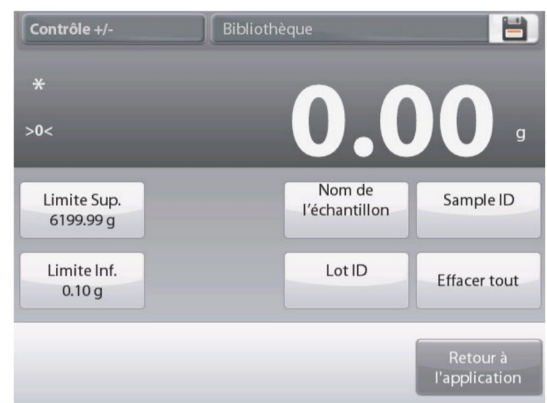 Contrôle +/-
Bibliothèque
*
>0<
0.00 g
Limite Sup.
6199.99 g
Nom de
l'échantillon
Sample ID
Limite Inf.
0.10 g
Lot ID
Effacer tout
Retour à
l'application